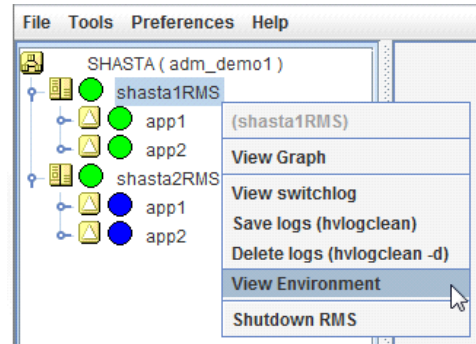 File Tools Preferences Help
SHASTA ( adm_demo1 )
shasta1RMS
app1
app2
shasta2RMS
app1
app2
(shasta1RMS)
View Graph
View switchlog
Save logs (hvlogclean)
Delete logs (hvlogclean -d)
View Environment
Shutdown RMS